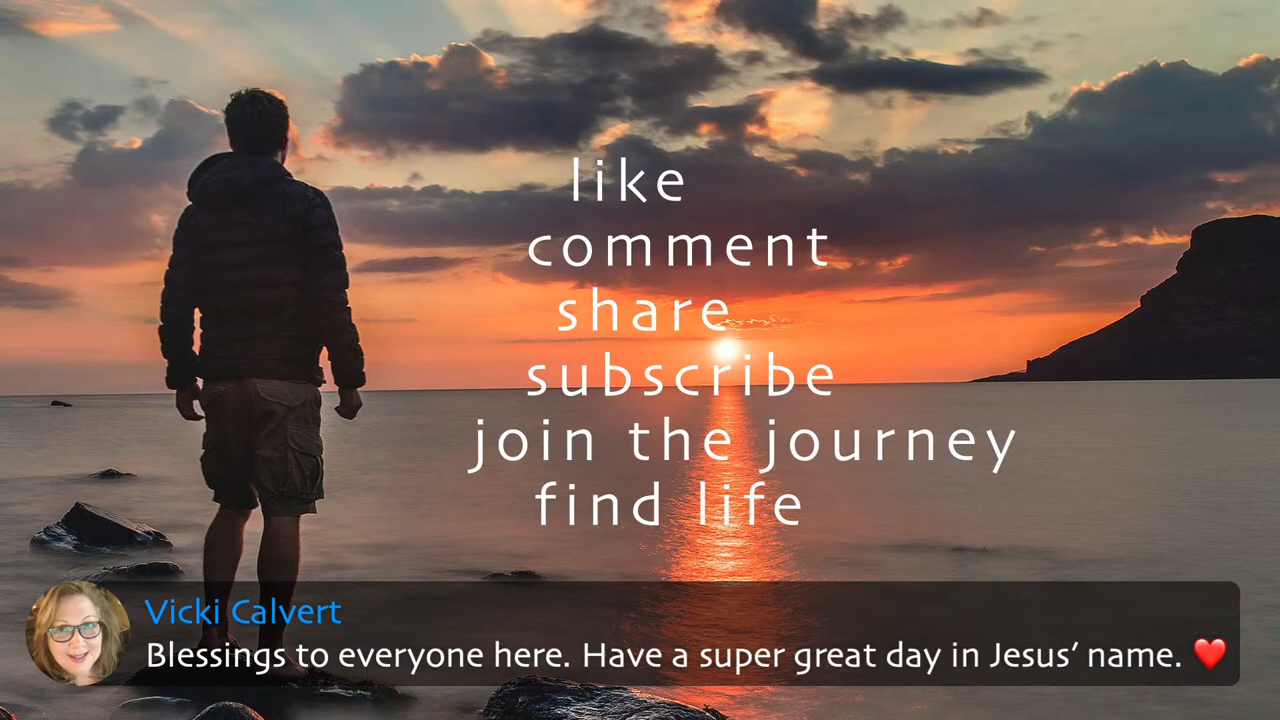 like
comment
share
subscribe
join the journey
find life
Vicki Calvert
Blessings to everyone here. Have a super great day in Jesus’ name. ❤️